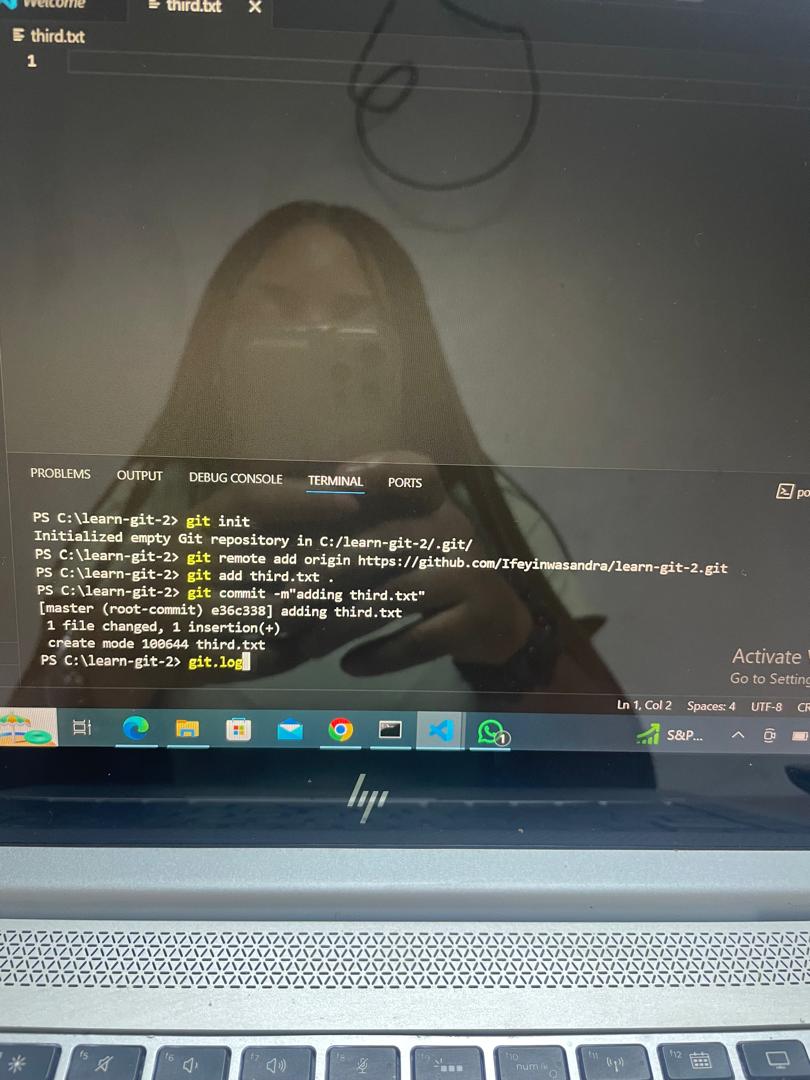 Welcome
third.txt
third.txt
1
PROBLEMS OUTPUT DEBUG CONSOLE TERMINAL PORTS
PS C:\learn-git-2> git init
Initialized empty Git repository in C:/learn-git-2/.git/
PS C:\learn-git-2> git remote add origin https://github.com/Ifeyinwasandra/learn-git-2.git
PS C:\learn-git-2> git add third.txt .
PS C:\learn-git-2> git commit -m"adding third.txt"
[master (root-commit) e36c338] adding third.txt
1 file changed, 1 insertion(+)
create mode 100644 third.txt
PS C:\learn-git-2> git.log
Activate
Go to Setting
Ln 1, Col 2 Spaces: 4 UTF-8 CR
1
S&P...
hp
f5 f6 f7 f8 f9 f10 f11 f12
num lk